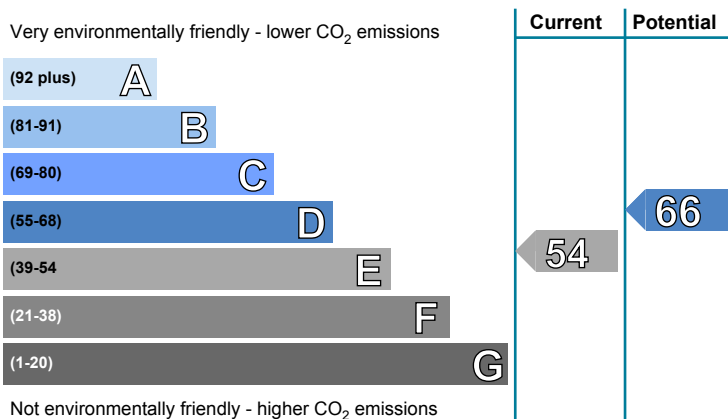 Current Potential
Very environmentally friendly - lower CO2 emissions
(92 plus) A
(81-91) B
(69-80) C
66
(55-68) D
54
(39-54 E
(21-38) F
(1-20) G
Not environmentally friendly - higher CO2 emissions